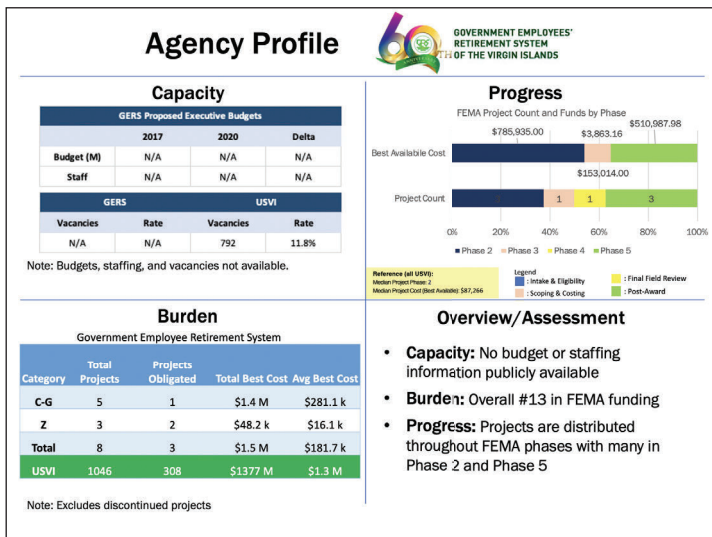 Agency Profile
GOVERNMENT EMPLOYEES'
RETIREMENT SYSTEM
OF THE VIRGIN ISLANDS
Capacity
GERS Proposed Executive Budgets
2017 2020 Delta
Budget (M) N/A N/A N/A
Staff N/A N/A N/A
GERS USVI
Vacancies Rate Vacancies Rate
N/A N/A 792 11.8%
Note: Budgets, staffing, and vacancies not available.
Progress
FEMA Project Count and Funds by Phase
$785,935.00 $3,863.16 $510,987.98
Best Availabile Cost
$153,014.00
Project Count 1 1 3
0% 20% 40% 60% 80% 100%
Phase 2 Phase 3 Phase 4 Phase 5
Reference (all USVI):
Median Project Phase: 2
Median Project Cost (Best Available): $87,266
Legend
: Intake & Eligibility
: Scoping & Costing
: Final Field Review
: Post-Award
Burden
Government Employee Retirement System
Category Total Projects Projects Obligated Total Best Cost Avg Best Cost
C-G 5 1 $1.4 M $281.1 k
Z 3 2 $48.2 k $16.1 k
Total 8 3 $1.5 M $181.7 k
USVI 1046 308 $1377 M $1.3 M
Note: Excludes discontinued projects
Overview/Assessment
• Capacity: No budget or staffing
information publicly available
• Burden: Overall #13 in FEMA funding
• Progress: Projects are distributed
throughout FEMA phases with many in
Phase 2 and Phase 5